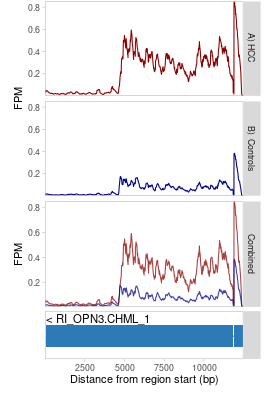 0.8
0.6
0.4
0.2
FPM
A) HCC
0.8
0.6
0.4
0.2
B) Controls
0.8
0.6
0.4
0.2
FPM
Combined
< RI_OPN3.CHML_1
2500 5000 7500 10000
Distance from region start (bp)